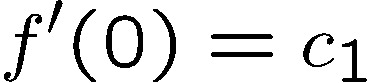 f′(0) = c₁